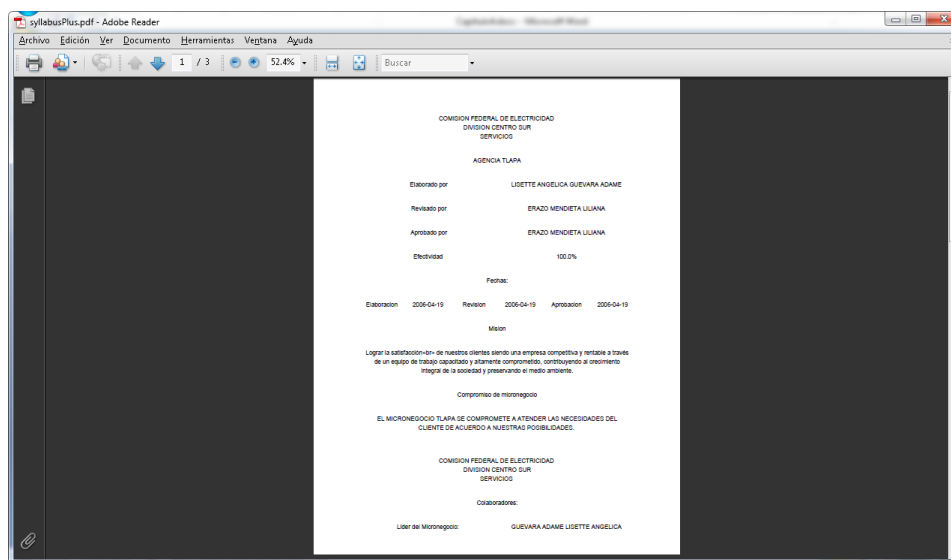 syllabusPlus.pdf - Adobe Reader
Archivo Edición Ver Documento Herramientas Ventana Ayuda
1 / 3 52.4% Buscar
COMISION FEDERAL DE ELECTRICIDAD
DIVISION CENTRO SUR
SERVICIOS
AGENCIA TLAPA
Elaborado por LISETTE ANGELICA GUEVARA ADAME
Revisado por ERAZO MENDIETA LILIANA
Aprobado por ERAZO MENDIETA LILIANA
Efectividad 100.0%
Fechas:
Elaboracion 2006-04-19 Revision 2006-04-19 Aprobacion 2006-04-19
Mision
Lograr la satisfacción<br> de nuestros clientes siendo una empresa competitiva y rentable a través
de un equipo de trabajo capacitado y altamente comprometido, contribuyendo al crecimiento
integral de la sociedad y preservando el medio ambiente.
Compromiso de micronegocio
EL MICRONEGOCIO TLAPA SE COMPROMETE A ATENDER LAS NECESIDADES DEL
CLIENTE DE ACUERDO A NUESTRAS POSIBILIDADES.
COMISION FEDERAL DE ELECTRICIDAD
DIVISION CENTRO SUR
SERVICIOS
Colaboradores:
Lider del Micronegocio: GUEVARA ADAME LISETTE ANGELICA